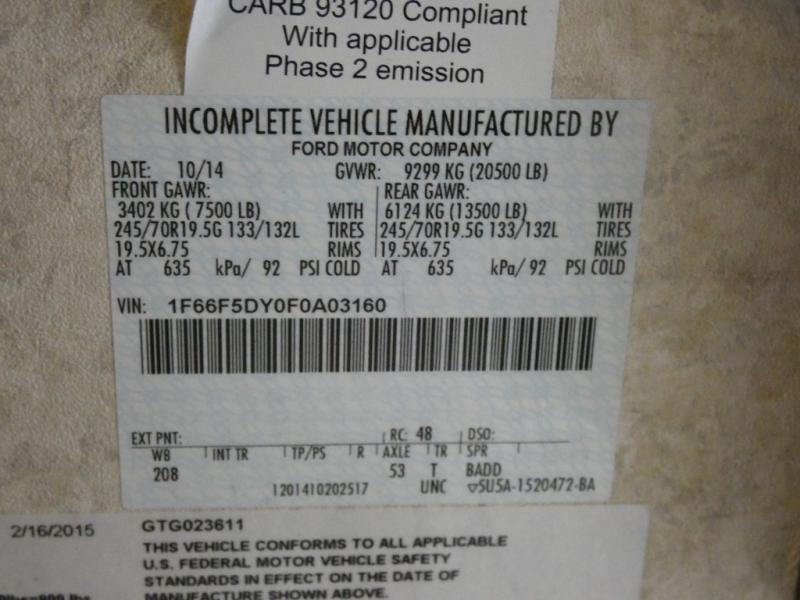 CARB 93120 Compliant
With applicable
Phase 2 emission
INCOMPLETE VEHICLE MANUFACTURED BY
FORD MOTOR COMPANY
DATE: 10/14 GVWR: 9299 KG (20500 LB)
FRONT GAWR: REAR GAWR:
3402 KG ( 7500 LB) WITH 6124 KG (13500 LB) WITH
245/70R19.5G 133/132L TIRES 245/70R19.5G 133/132L TIRES
19.5X6.75 RIMS 19.5X6.75 RIMS
AT 635 kPa/ 92 PSI COLD AT 635 kPa/ 92 PSI COLD
VIN: 1F66F5DY0F0A03160
EXT PNT: RC: 48 DSO:
WB INT TR TP/PS R AXLE TR SPR
208 53 T BADD
1201410202517 UNC ▽5U5A-1520472-BA
2/16/2015 GTG023611
THIS VEHICLE CONFORMS TO ALL APPLICABLE
U.S. FEDERAL MOTOR VEHICLE SAFETY
STANDARDS IN EFFECT ON THE DATE OF
MANUFACTURE SHOWN ABOVE.